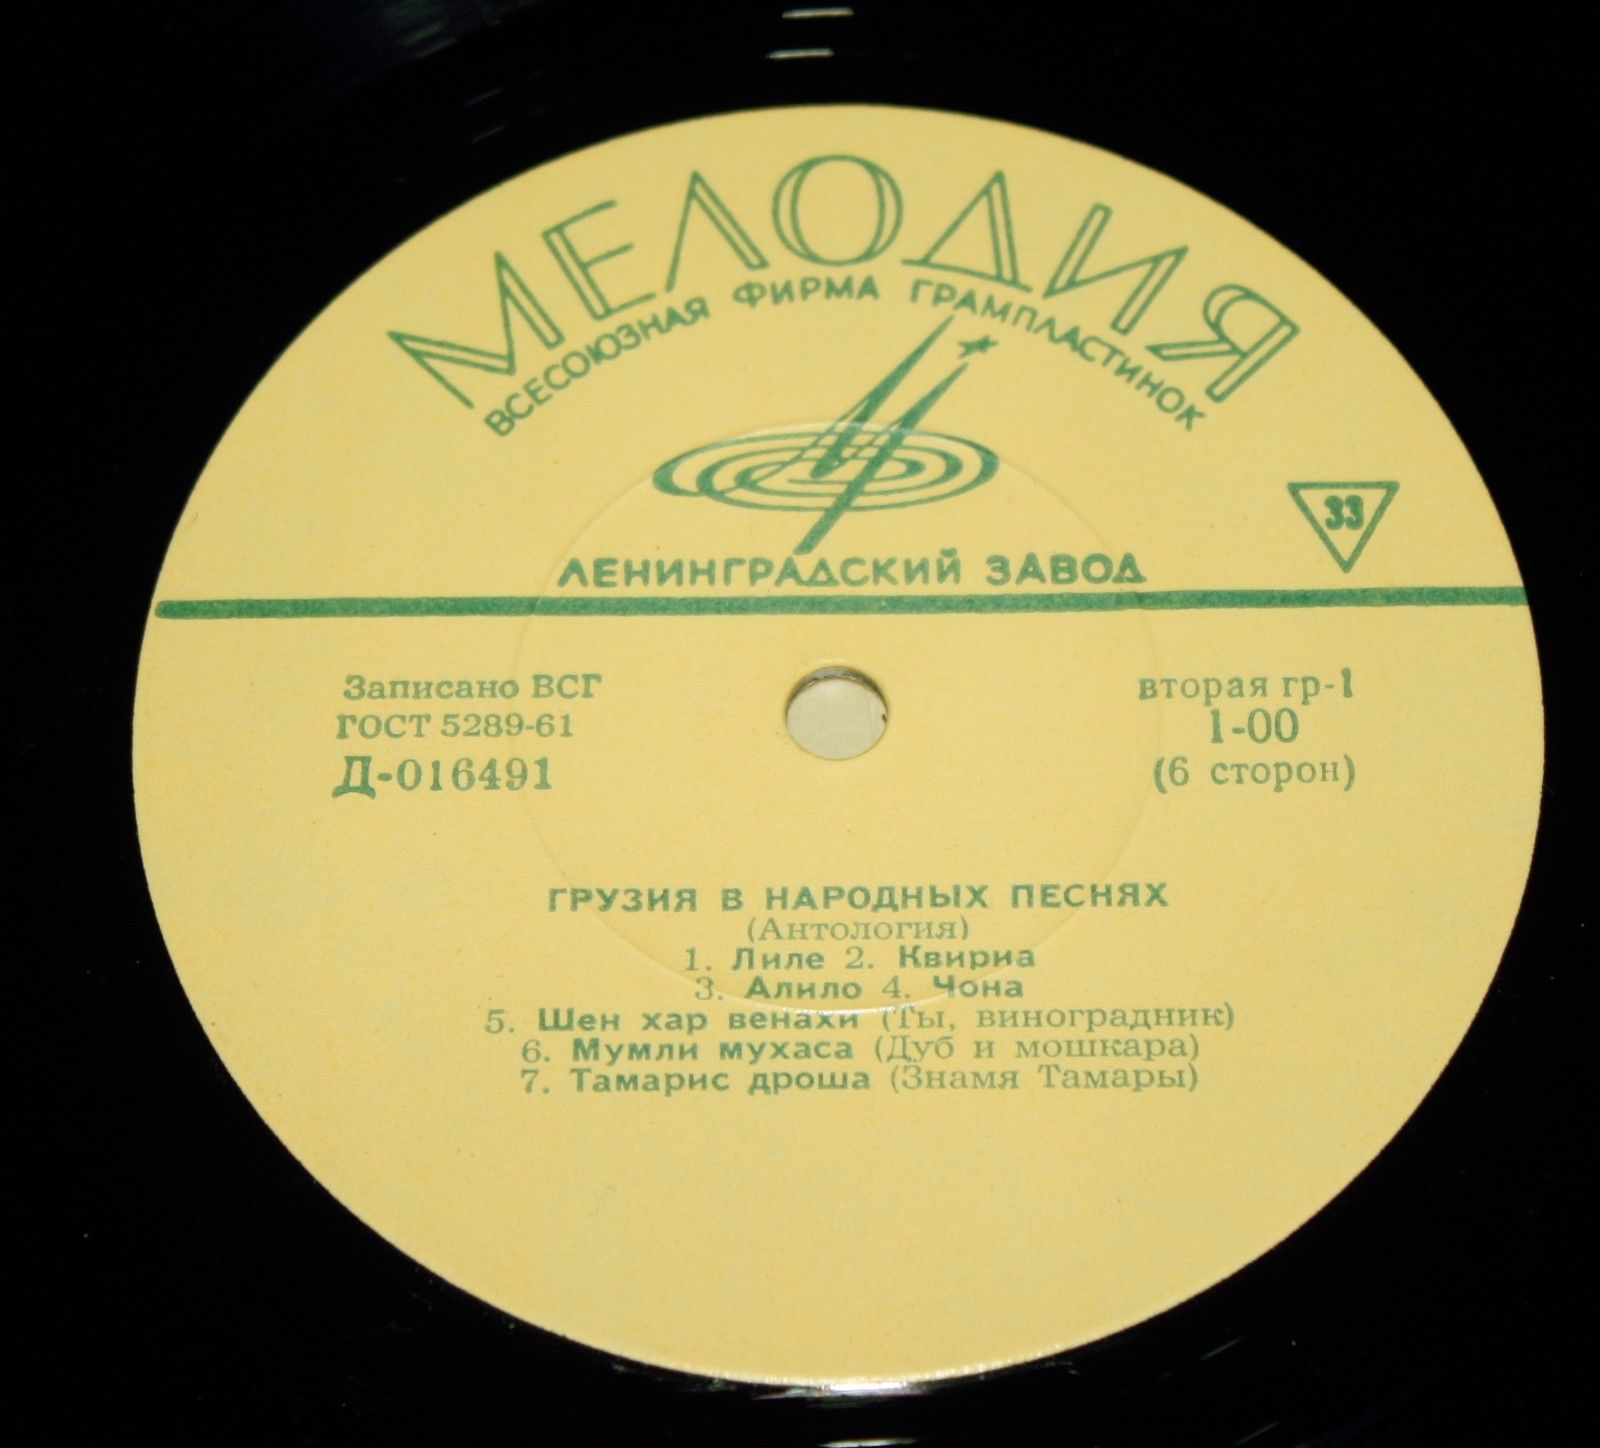 МЕЛОДИЯ
ВСЕСОЮЗНАЯ ФИРМА ГРАМПЛАСТИНОК
33
ЛЕНИНГРАДСКИЙ ЗАВОД
Записано ВСГ
ГОСТ 5289-61
Д-016491
вторая гр-1
1-00
(6 сторон)
ГРУЗИЯ В НАРОДНЫХ ПЕСНЯХ
(Антология)
1. Лиле 2. Квириа
3. Алило 4. Чона
5. Шен хар венахи (Ты, виноградник)
6. Мумли мухаса (Дуб и мошкара)
7. Тамарис дроша (Знамя Тамары)